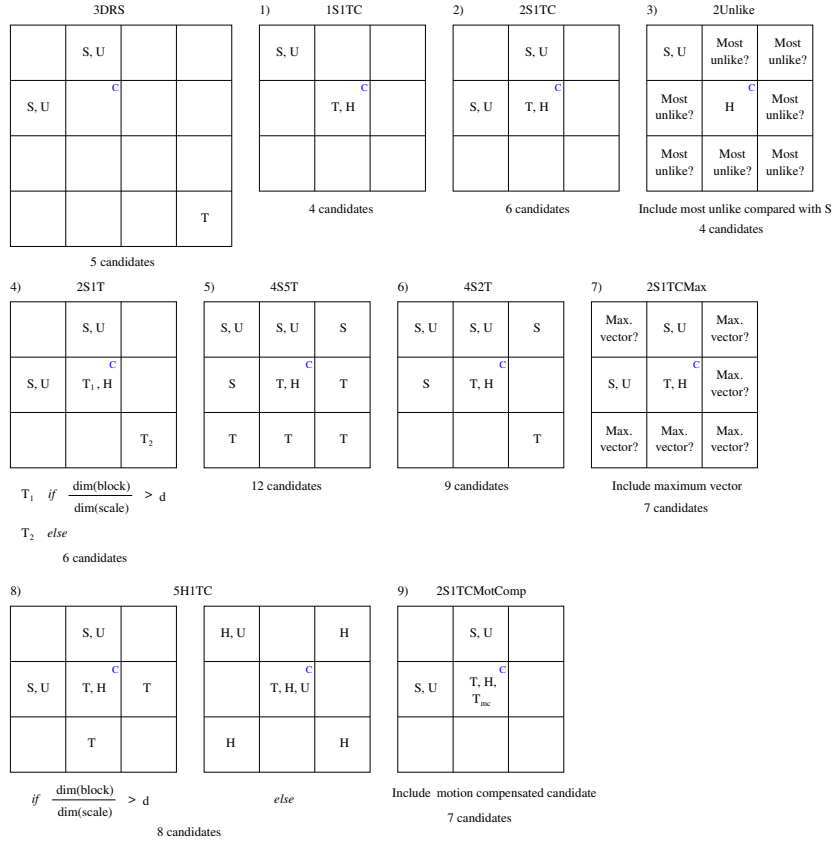 3DRS
S, U
C
S, U
T
5 candidates
1) 1S1TC
S, U
C
T, H
4 candidates
2) 2S1TC
S, U
C
S, U T, H
6 candidates
3) 2Unlike
S, U Most unlike? Most unlike?
C
Most unlike? H Most unlike?
Most unlike? Most unlike? Most unlike?
Include most unlike compared with S
4 candidates
4) 2S1T
S, U
C
S, U T₁, H
T₂
T₁ if dim(block)
dim(scale) > d
T₂ else
6 candidates
5) 4S5T
S, U S, U S
C
S T, H T
T T T
12 candidates
6) 4S2T
S, U S, U S
C
S T, H
T
9 candidates
7) 2S1TCMax
Max. vector? S, U Max. vector?
C
S, U T, H Max. vector?
Max. vector? Max. vector? Max. vector?
Include maximum vector
7 candidates
8) 5H1TC
S, U
C
S, U T, H T
T
if dim(block)
dim(scale) > d
H, U H
C
T, H, U
H H
else
8 candidates
9) 2S1TCMotComp
S, U
C
S, U T, H,
Tmc
Include motion compensated candidate
7 candidates